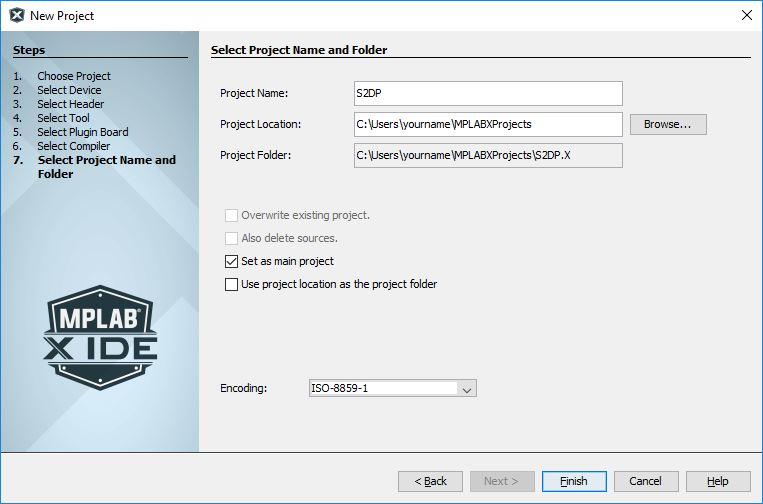 New Project
Steps
1. Choose Project
2. Select Device
3. Select Header
4. Select Tool
5. Select Plugin Board
6. Select Compiler
7. Select Project Name and
Folder
MPLAB®
X IDE
Select Project Name and Folder
Project Name: S2DP
Project Location: C:\Users\yourname\MPLABXProjects Browse...
Project Folder: C:\Users\yourname\MPLABXProjects\S2DP.X
Overwrite existing project.
Also delete sources.
Set as main project
Use project location as the project folder
Encoding: ISO-8859-1
< Back Next > Finish Cancel Help